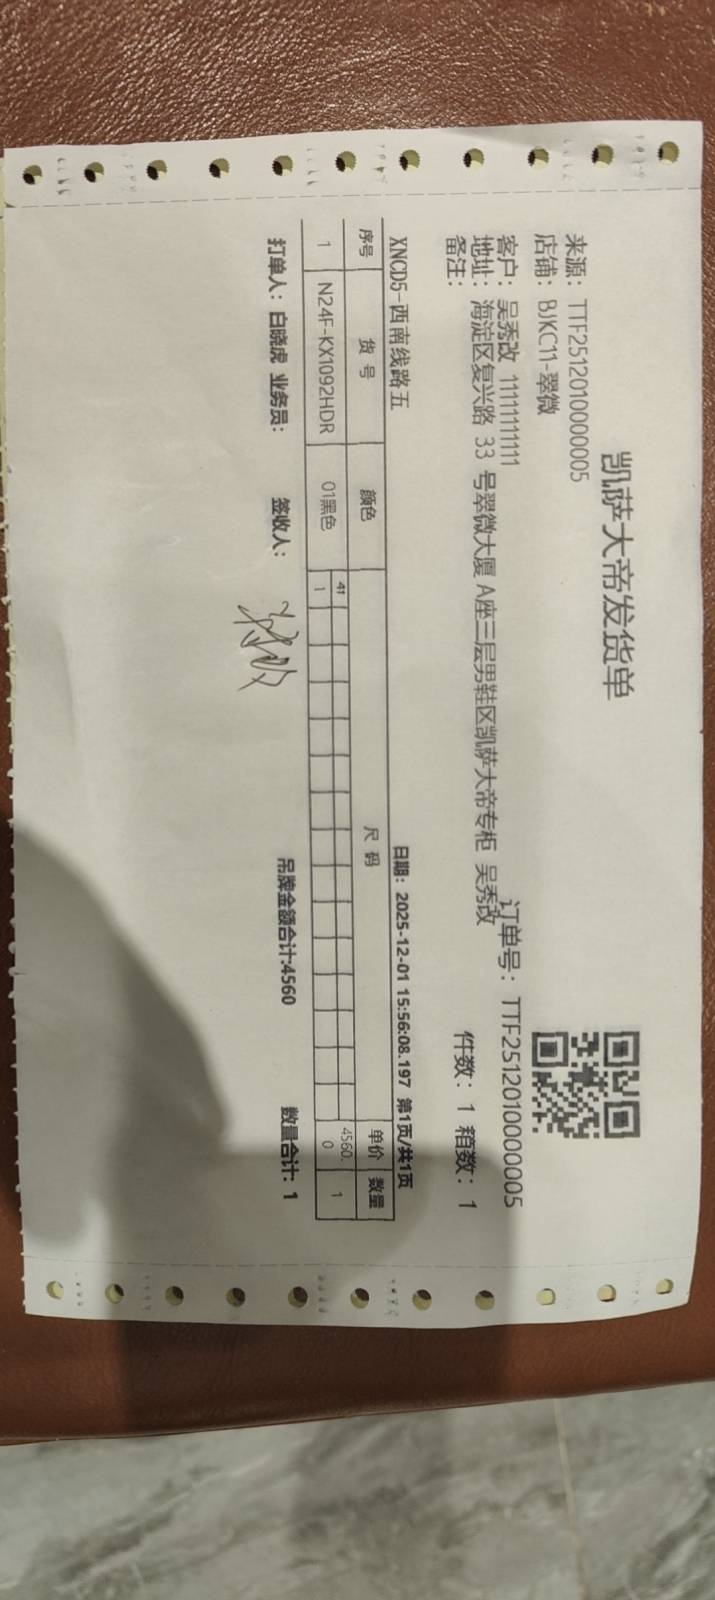 凯萨大帝发货单
来源：TTF2512010000005
店铺：BJKC11-翠微
订单号：TTF2512010000005
客户：吴秀改 11111111111
地址：海淀区复兴路 33 号翠微大厦 A座三层男鞋区凯萨大帝专柜 吴秀改
备注：
件数：1 箱数：1
XNCD5-西南线路五
日期：2025-12-01 15:56:08.197 第1页/共1页
序号 货号 颜色 尺码 单价 数量
41
1 N24F-KX1092HDR 01黑色 1 4560.0 1
打单人：白晓虎 业务员： 签收人： 吊牌金额合计:4560 数量合计: 1